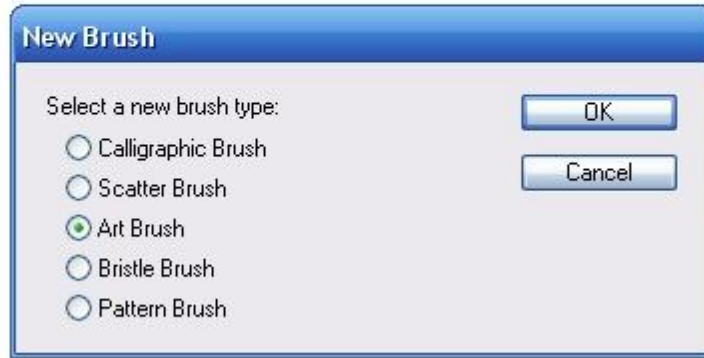 New Brush
Select a new brush type:
OK
Calligraphic Brush
Cancel
Scatter Brush
Art Brush
Bristle Brush
Pattern Brush